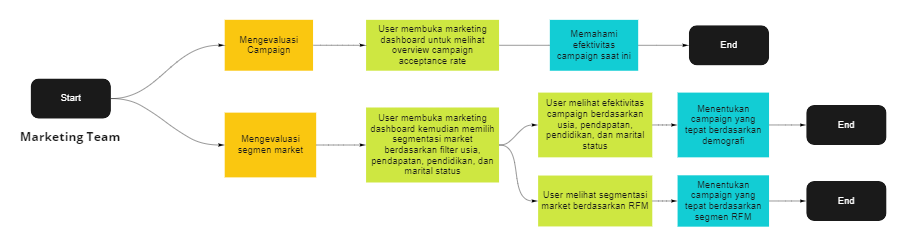 Start
Marketing Team
Mengevaluasi
Campaign
User membuka marketing
dashboard untuk melihat
overview campaign
acceptance rate
Memahami
efektivitas
campaign saat ini
End
Mengevaluasi
segmen market
User membuka marketing
dashboard kemudian memilih
segmentasi market
berdasarkan filter usia,
pendapatan, pendidikan, dan
marital status
User melihat efektivitas
campaign berdasarkan
usia, pendapatan,
pendidikan, dan marital
status
Menentukan
campaign yang
tepat berdasarkan
demografi
End
User melihat segmentasi
market berdasarkan RFM
Menentukan
campaign yang
tepat berdasarkan
segmen RFM
End